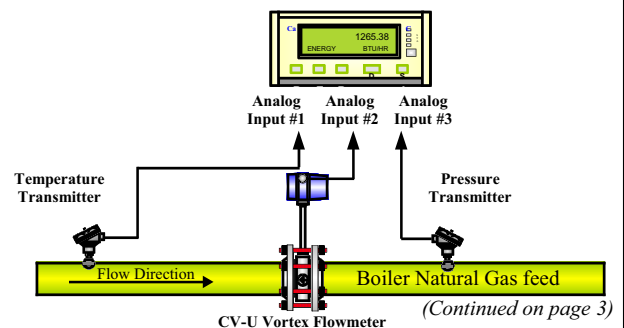 Ca E
1265.38
ENERGY BTU/HR
D S
Analog Input #1
Analog Input #2
Analog Input #3
Temperature
Transmitter
Pressure
Transmitter
Flow Direction
Boiler Natural Gas feed
(Continued on page 3)
CV-U Vortex Flowmeter